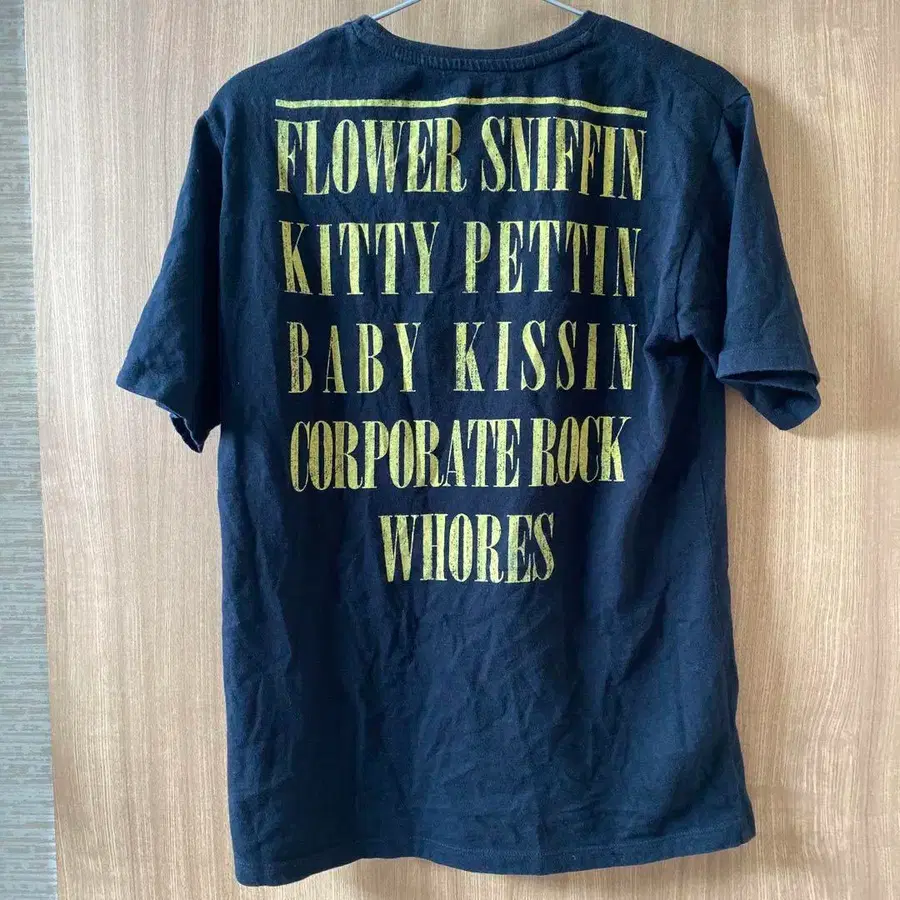 FLOWER SNIFFIN
KITTY PETTIN
BABY KISSIN
CORPORATE ROCK
WHORES